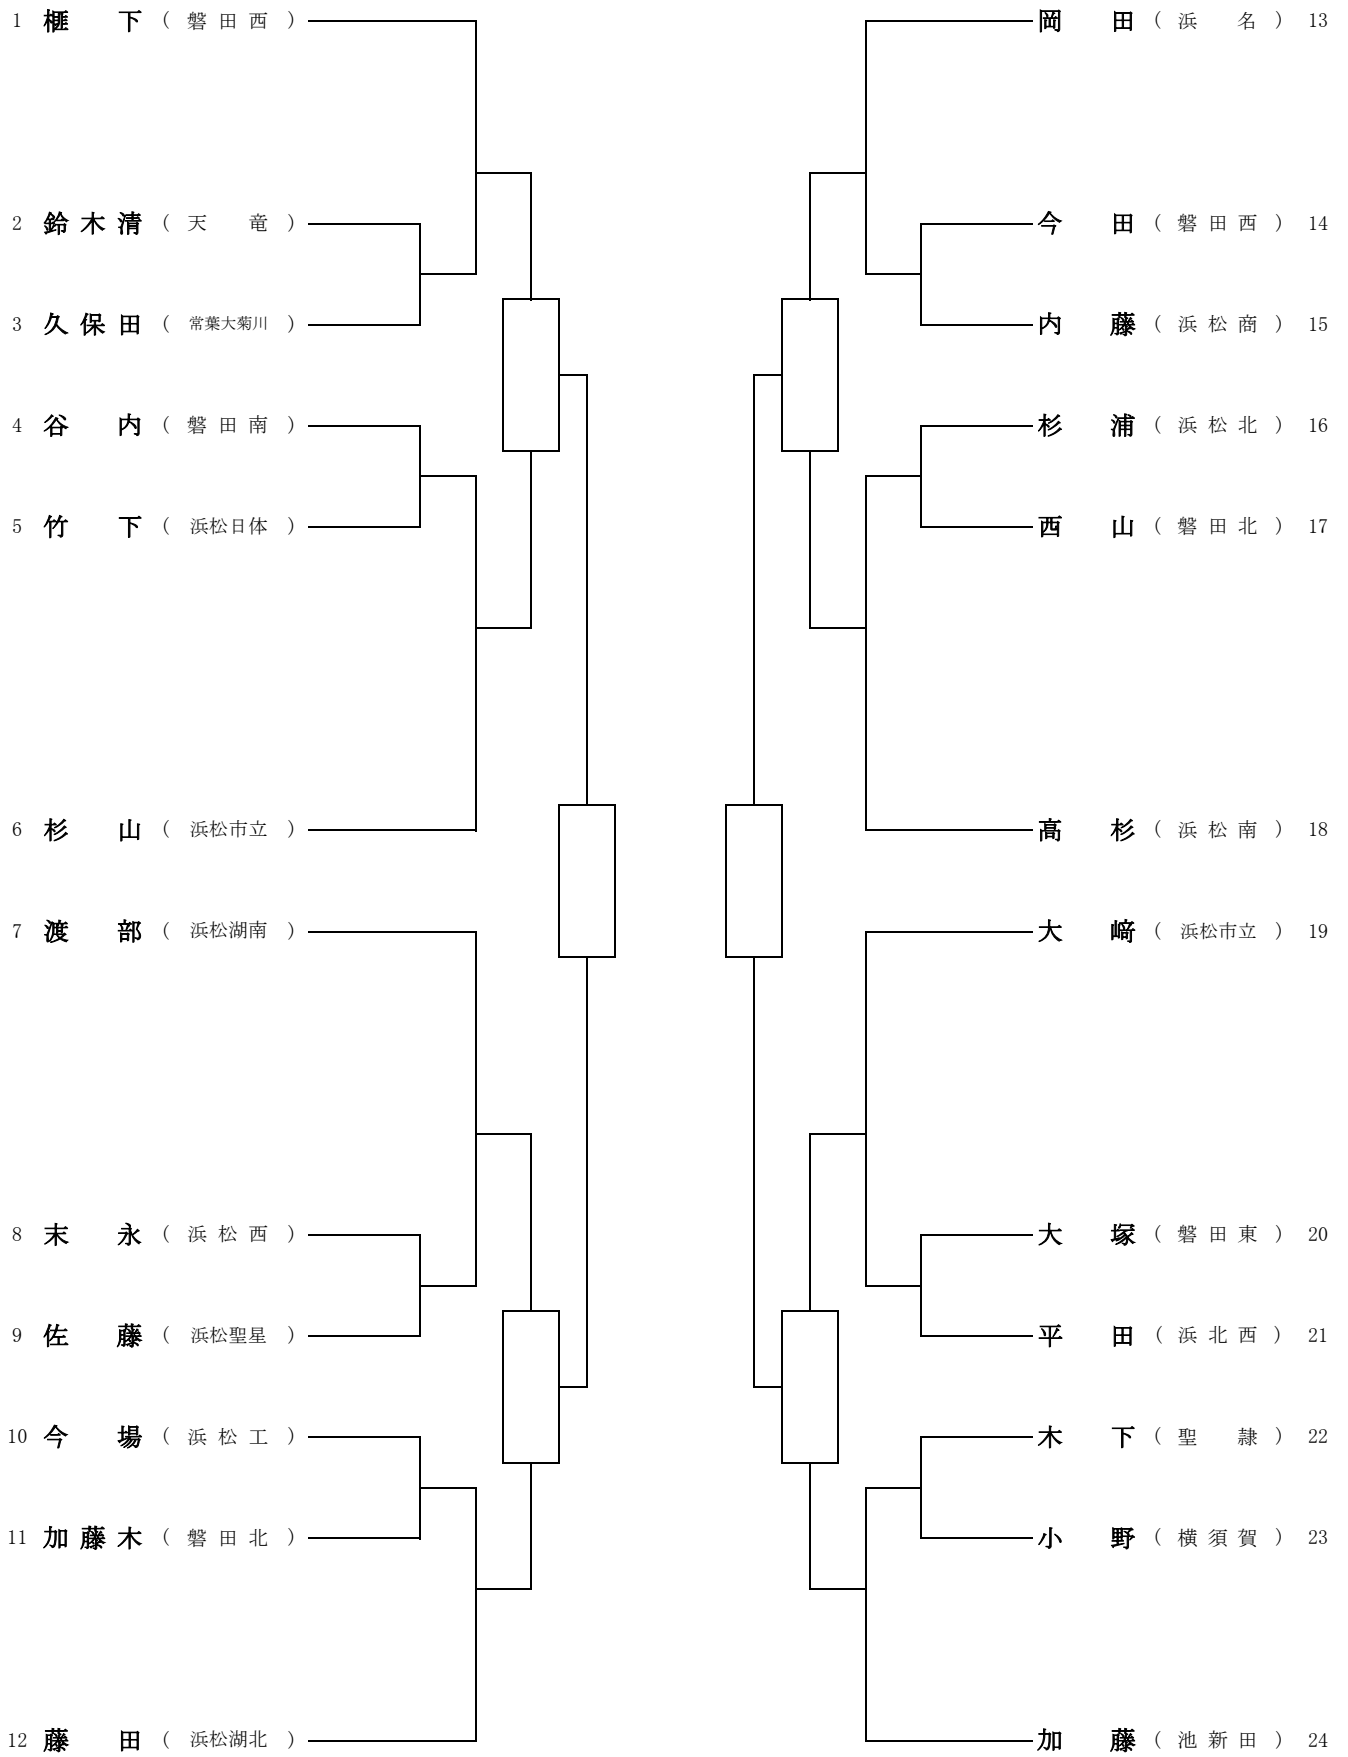 1 榧下 ( 磐田西 )
2 鈴木清 ( 天竜 )
3 久保田 ( 常葉大菊川 )
4 谷内 ( 磐田南 )
5 竹下 ( 浜松日体 )
6 杉山 ( 浜松市立 )
7 渡部 ( 浜松湖南 )
8 末永 ( 浜松西 )
9 佐藤 ( 浜松聖星 )
10 今場 ( 浜松工 )
11 加藤木 ( 磐田北 )
12 藤田 ( 浜松湖北 )
岡田 ( 浜名 ) 13
今田 ( 磐田西 ) 14
内藤 ( 浜松商 ) 15
杉浦 ( 浜松北 ) 16
西山 ( 磐田北 ) 17
高杉 ( 浜松南 ) 18
大﨑 ( 浜松市立 ) 19
大塚 ( 磐田東 ) 20
平田 ( 浜北西 ) 21
木下 ( 聖隷 ) 22
小野 ( 横須賀 ) 23
加藤 ( 池新田 ) 24